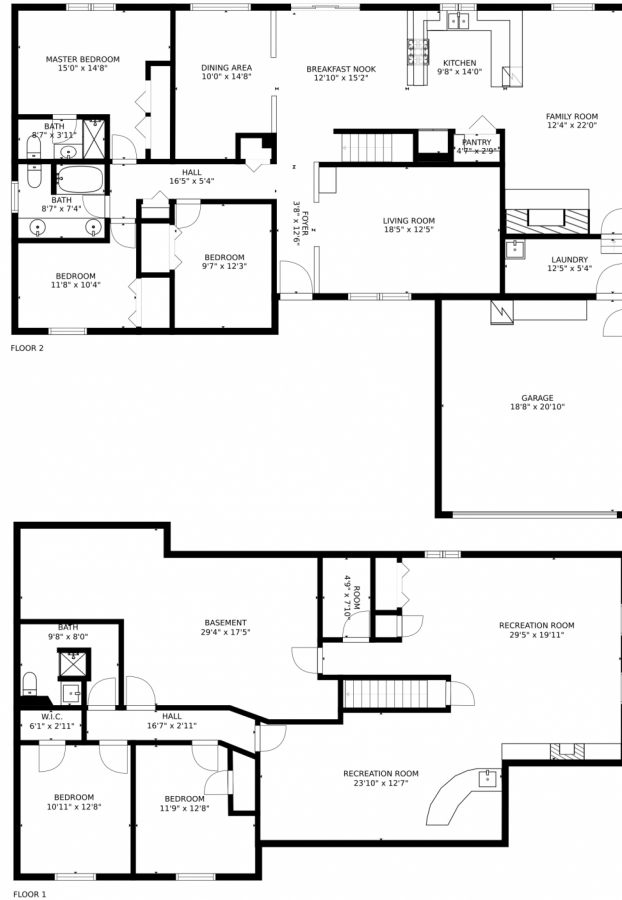 MASTER BEDROOM
15'0" x 14'8"
DINING AREA
10'0" x 14'8"
BREAKFAST NOOK
12'10" x 15'2"
KITCHEN
9'8" x 14'0"
FAMILY ROOM
12'4" x 22'0"
BATH
8'7" x 3'11"
PANTRY
4'7" x 2'9"
HALL
16'5" x 5'4"
BATH
8'7" x 7'4"
FOYER
3'8" x 12'6"
LIVING ROOM
18'5" x 12'5"
BEDROOM
9'7" x 12'3"
BEDROOM
11'8" x 10'4"
LAUNDRY
12'5" x 5'4"
FLOOR 2
GARAGE
18'8" x 20'10"
ROOM
4'9" x 7'10"
BASEMENT
29'4" x 17'5"
RECREATION ROOM
29'5" x 19'11"
BATH
9'8" x 8'0"
W.I.C.
6'1" x 2'11"
HALL
16'7" x 2'11"
RECREATION ROOM
23'10" x 12'7"
BEDROOM
10'11" x 12'8"
BEDROOM
11'9" x 12'8"
FLOOR 1